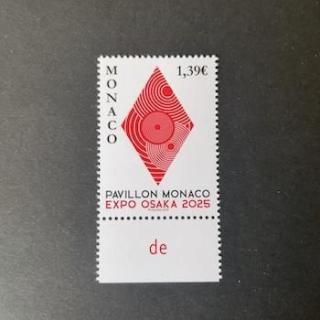 MONACO
1,39€
PAVILLON MONACO
EXPO OSAKA 2025
de